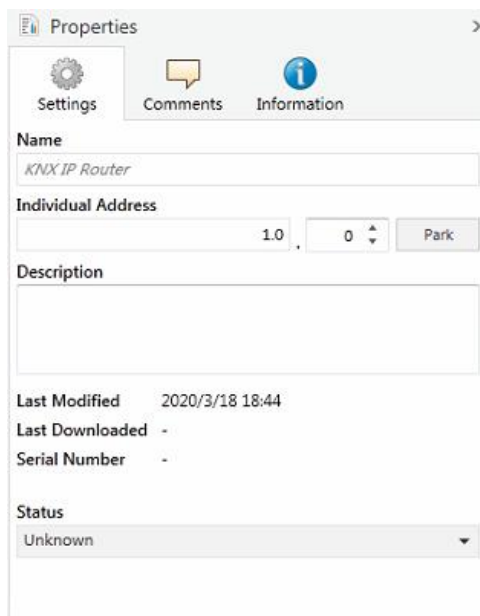 Properties
Settings Comments Information
Name
KNX IP Router
Individual Address
1.0 . 0 Park
Description
Last Modified 2020/3/18 18:44
Last Downloaded -
Serial Number -
Status
Unknown